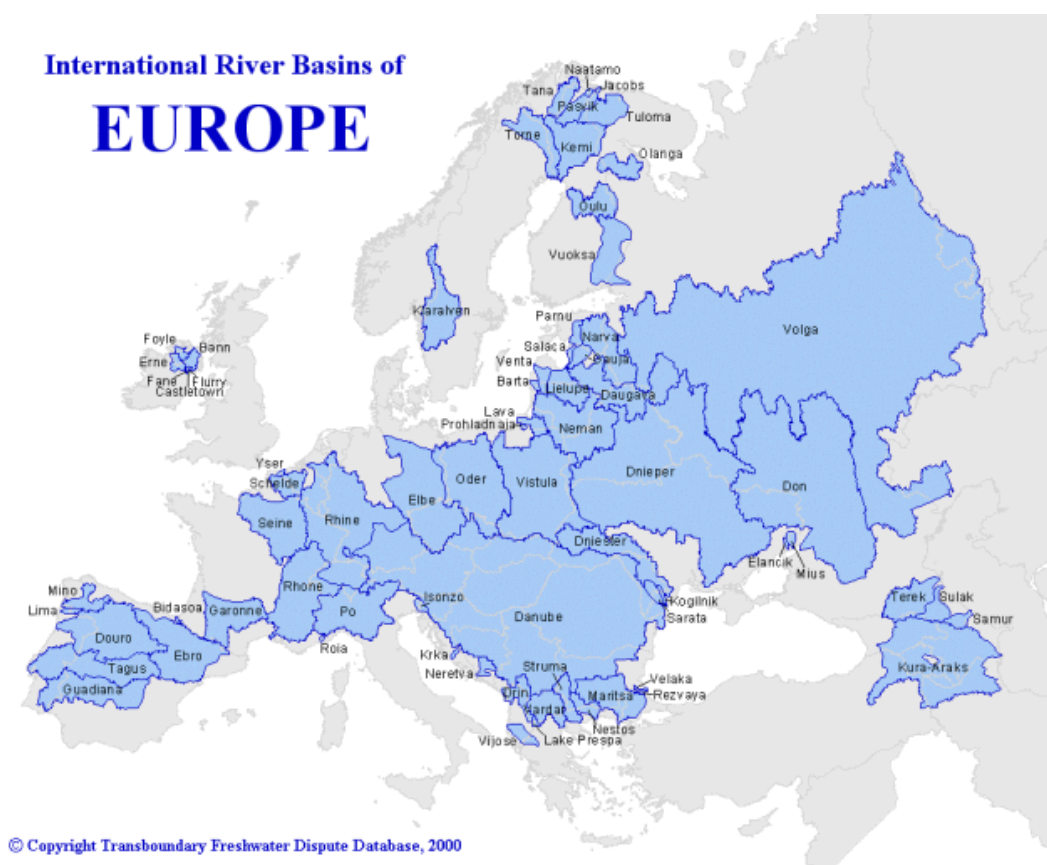 International River Basins of
EUROPE
Naatamo
Tana
Jacobs
Pasvik
Tuloma
Torne
Kemi
Olanga
Oulu
Vuoksa
Klaralven
Parnu
Narva
Volga
Salaca
Gauja
Venta
Barta
Lielupe
Daugava
Foyle
Bann
Erne
Fane
Flurry
Castletown
Lava
Prohladnaja
Neman
Yser
Schelde
Dnieper
Don
Elbe
Oder
Vistula
Seine
Rhine
Dniester
Elancik
Mius
Rhone
Mino
Lima
Bidasoa
Garonne
Isonzo
Po
Danube
Kogilnik
Sarata
Terek
Sulak
Samur
Douro
Roia
Krka
Ebro
Tagus
Neretva
Struma
Kura-Araks
Guadiana
Drin
Velaka
Maritsa
Rezvaya
Vardar
Nestos
Vijose
Lake Prespa
© Copyright Transboundary Freshwater Dispute Database, 2000